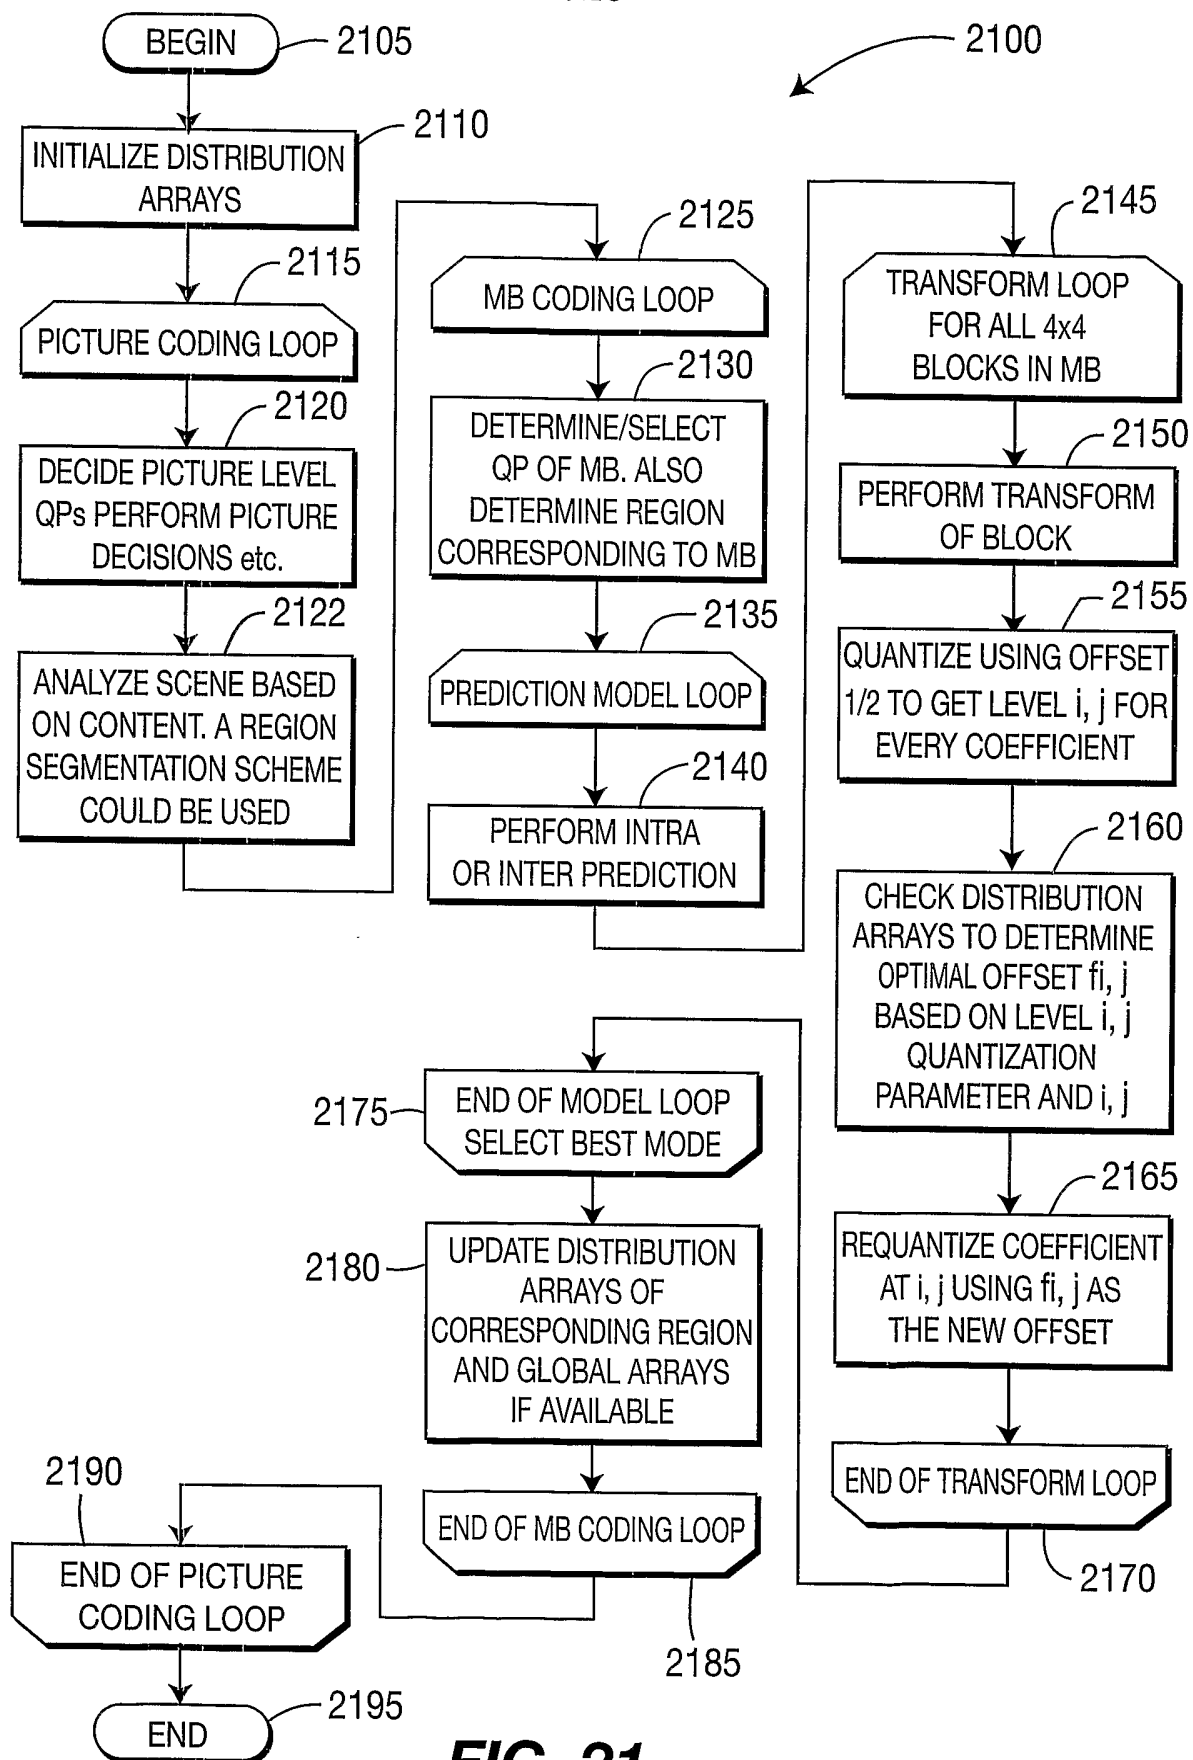 BEGIN
2105
2100
2110
INITIALIZE DISTRIBUTION
ARRAYS
2115
PICTURE CODING LOOP
2120
DECIDE PICTURE LEVEL
QPs PERFORM PICTURE
DECISIONS etc.
2122
ANALYZE SCENE BASED
ON CONTENT. A REGION
SEGMENTATION SCHEME
COULD BE USED
2125
MB CODING LOOP
2130
DETERMINE/SELECT
QP OF MB. ALSO
DETERMINE REGION
CORRESPONDING TO MB
2135
PREDICTION MODEL LOOP
2140
PERFORM INTRA
OR INTER PREDICTION
2145
TRANSFORM LOOP
FOR ALL 4x4
BLOCKS IN MB
2150
PERFORM TRANSFORM
OF BLOCK
2155
QUANTIZE USING OFFSET
1/2 TO GET LEVEL i, j FOR
EVERY COEFFICIENT
2160
CHECK DISTRIBUTION
ARRAYS TO DETERMINE
OPTIMAL OFFSET fi, j
BASED ON LEVEL i, j
QUANTIZATION
PARAMETER AND i, j
2165
REQUANTIZE COEFFICIENT
AT i, j USING fi, j AS
THE NEW OFFSET
END OF TRANSFORM LOOP
2170
2175
END OF MODEL LOOP
SELECT BEST MODE
2180
UPDATE DISTRIBUTION
ARRAYS OF
CORRESPONDING REGION
AND GLOBAL ARRAYS
IF AVAILABLE
END OF MB CODING LOOP
2185
2190
END OF PICTURE
CODING LOOP
2195
END
FIG. 21